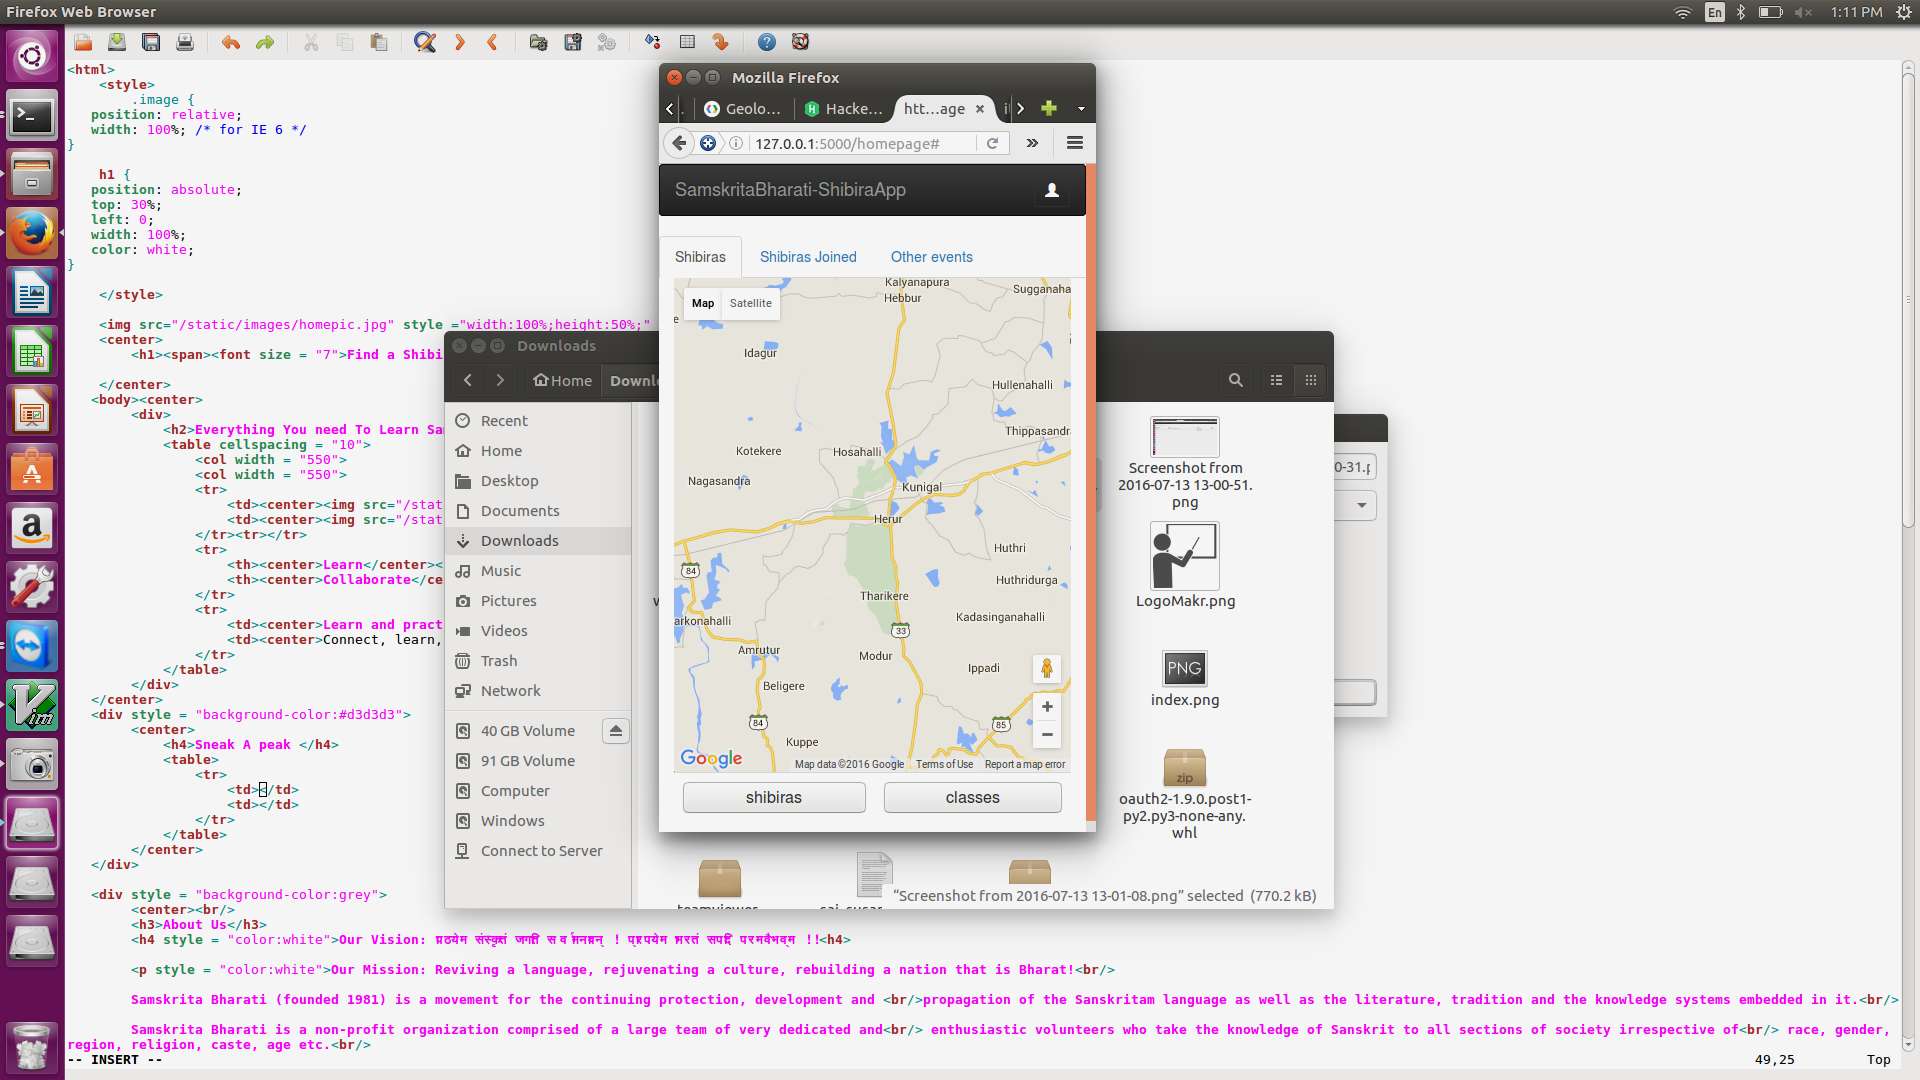 Firefox Web Browser
En
1:11 PM
<html>
<style>
.image {
position: relative;
width: 100%; /* for IE 6 */
}
h1 {
position: absolute;
top: 30%;
left: 0;
width: 100%;
color: white;
}
</style>
<img src="/static/images/homepic.jpg" style ="width:100%;height:50%;"
<center>
<h1><span><font size = "7">Find a Shibi
</center>
<body><center>
<div>
<h2>Everything You need To Learn Sa
<table cellspacing = "10">
<col width = "550">
<col width = "550">
<tr>
<td><center><img src="/stat
<td><center><img src="/stat
</tr><tr></tr>
<tr>
<th><center>Learn</center><
<th><center>Collaborate</ce
</tr>
<tr>
<td><center>Learn and pract
<td><center>Connect, learn,
</tr>
</table>
</div>
</center>
<div style = "background-color:#d3d3d3">
<center>
<h4>Sneak A peak </h4>
<table>
<tr>
<td></td>
<td></td>
</tr>
</table>
</center>
</div>
<div style = "background-color:grey">
<center><br/>
<h3>About Us</h3>
<h4 style = "color:white">Our Vision:
!!<h4>
<p style = "color:white">Our Mission: Reviving a language, rejuvenating a culture, rebuilding a nation that is Bharat!<br/>
Samskrita Bharati (founded 1981) is a movement for the continuing protection, development and <br/>propagation of the Sanskritam language as well as the literature, tradition and the knowledge systems embedded in it.<br/>
Samskrita Bharati is a non-profit organization comprised of a large team of very dedicated and<br/> enthusiastic volunteers who take the knowledge of Sanskrit to all sections of society irrespective of<br/> race, gender,
region, religion, caste, age etc.<br/>
-- INSERT --
49,25
Top
Mozilla Firefox
Geolo...
Hacke...
htt...age
127.0.0.1:5000/homepage#
SamskritaBharati-ShibiraApp
Shibiras
Shibiras Joined
Other events
Map
Satellite
Kalyanapura
Hebbur
Sugganaha
Idagur
Hullenahalli
Thippasandr
Kotekere
Hosahalli
Nagasandra
Kunigal
Herur
Huthri
84
Huthridurga
Tharikere
Kadasinganahalli
arkonahalli
33
Amrutur
Modur
Ippadi
Beligere
84
85
Kuppe
Google
Map data ©2016 Google
Terms of Use
Report a map error
shibiras
classes
Downloads
Home
Downl
Recent
Home
Desktop
Documents
Downloads
Music
Pictures
Videos
Trash
Network
40 GB Volume
91 GB Volume
Computer
Windows
Connect to Server
Screenshot from
2016-07-13 13-00-51.
png
LogoMakr.png
PNG
index.png
zip
oauth2-1.9.0.post1-
py2.py3-none-any.
whl
teamviewer
"Screenshot from 2016-07-13 13-01-08.png" selected (770.2 kB)
0-31.p